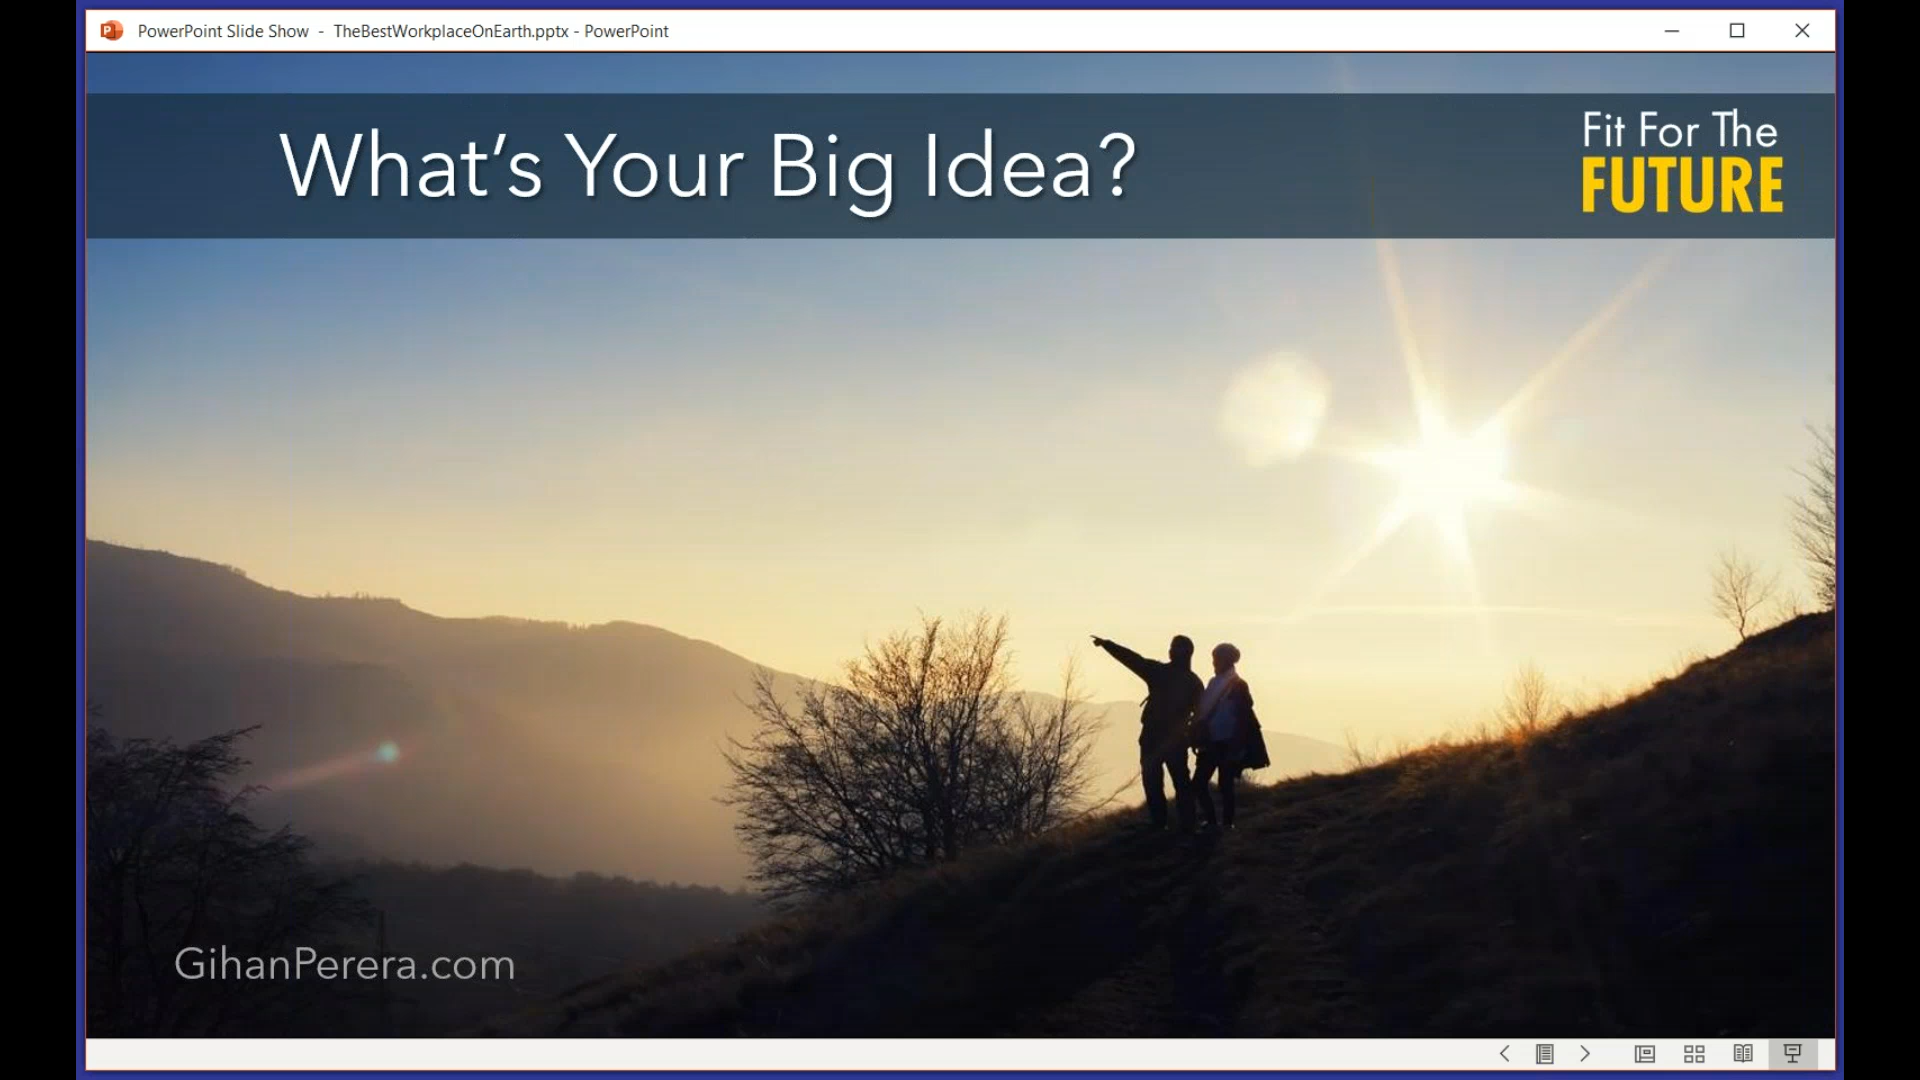 PowerPoint Slide Show - TheBestWorkplaceOnEarth.pptx - PowerPoint
What's Your Big Idea?
Fit For The
FUTURE
GihanPerera.com